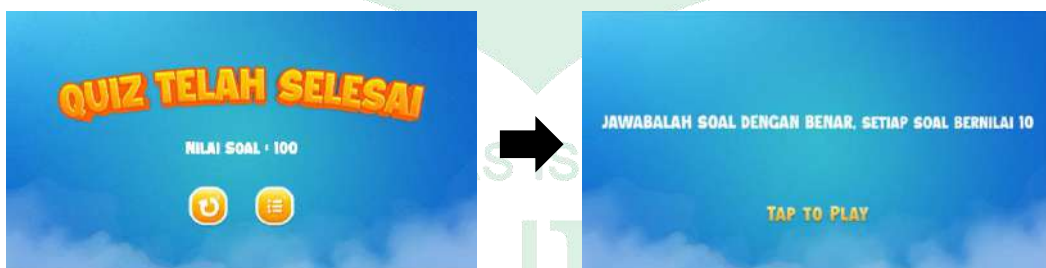 QUIZ TELAH SELESAI
NILAI SOAL : 100
JAWABALAH SOAL DENGAN BENAR, SETIAP SOAL BERNILAI 10
TAP TO PLAY